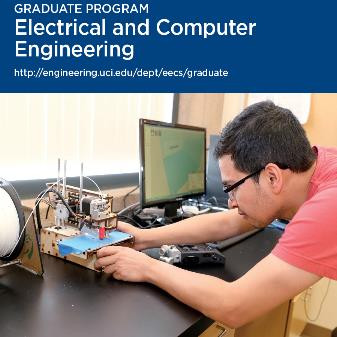 GRADUATE PROGRAM
Electrical and Computer
Engineering
http://engineering.uci.edu/dept/eecs/graduate